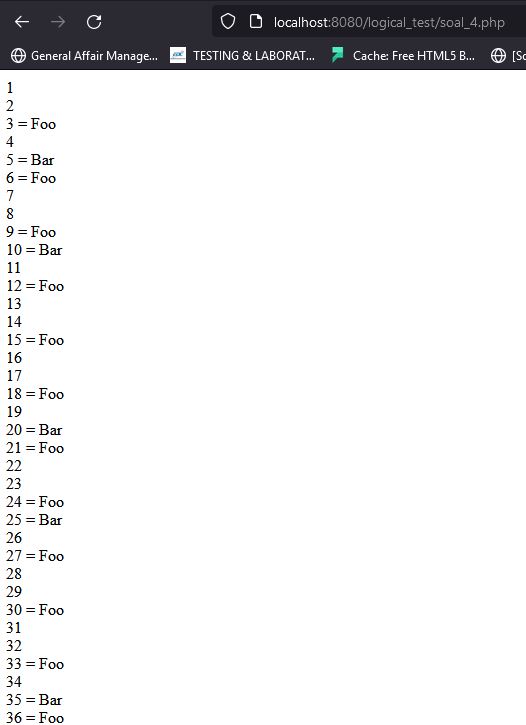 localhost:8080/logical_test/soal_4.php
General Affair Manage... TESTING & LABORAT... Cache: Free HTML5 B... [So
1
2
3 = Foo
4
5 = Bar
6 = Foo
7
8
9 = Foo
10 = Bar
11
12 = Foo
13
14
15 = Foo
16
17
18 = Foo
19
20 = Bar
21 = Foo
22
23
24 = Foo
25 = Bar
26
27 = Foo
28
29
30 = Foo
31
32
33 = Foo
34
35 = Bar
36 = Foo